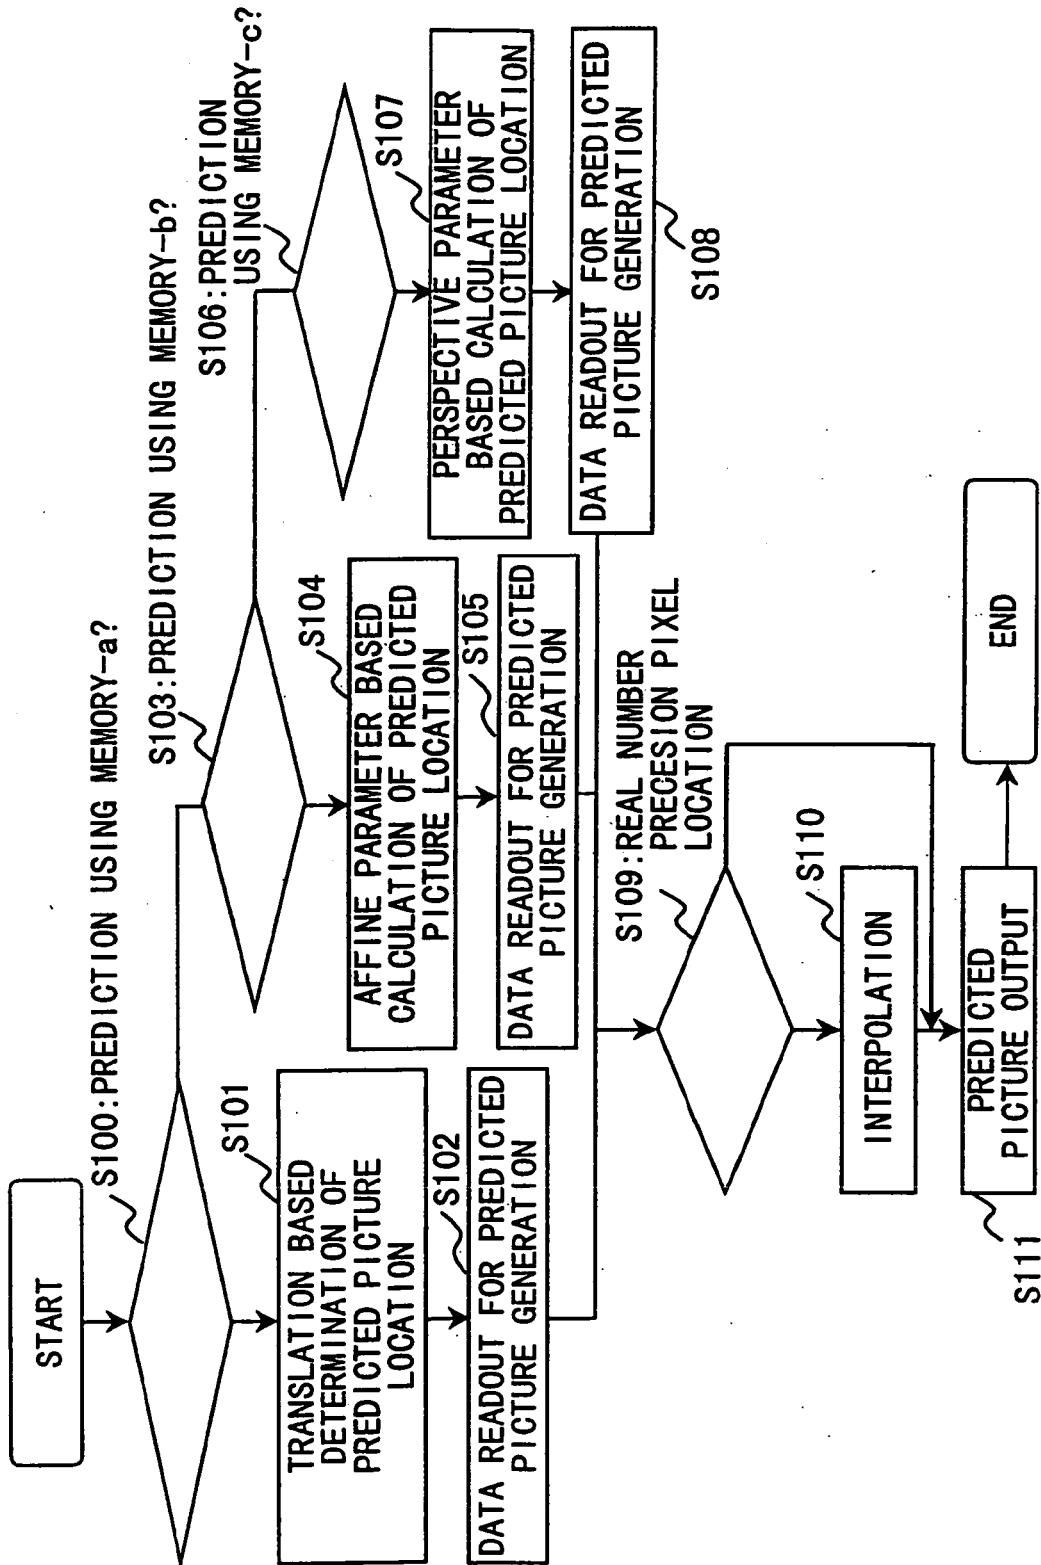 START
S100:PREDICTION USING MEMORY-a?
S101
TRANSLATION BASED
DETERMINATION OF
PREDICTED PICTURE
LOCATION
S102
DATA READOUT FOR PREDICTED
PICTURE GENERATION
S103:PREDICTION USING MEMORY-b?
S104
AFFINE PARAMETER BASED
CALCULATION OF PREDICTED
PICTURE LOCATION
S105
DATA READOUT FOR PREDICTED
PICTURE GENERATION
S106:PREDICTION
USING MEMORY-c?
S107
PERSPECTIVE PARAMETER
BASED CALCULATION OF
PREDICTED PICTURE LOCATION
DATA READOUT FOR PREDICTED
PICTURE GENERATION
S108
S109:REAL NUMBER
PRECESION PIXEL
LOCATION
S110
INTERPOLATION
PREDICTED
PICTURE OUTPUT
S111
END